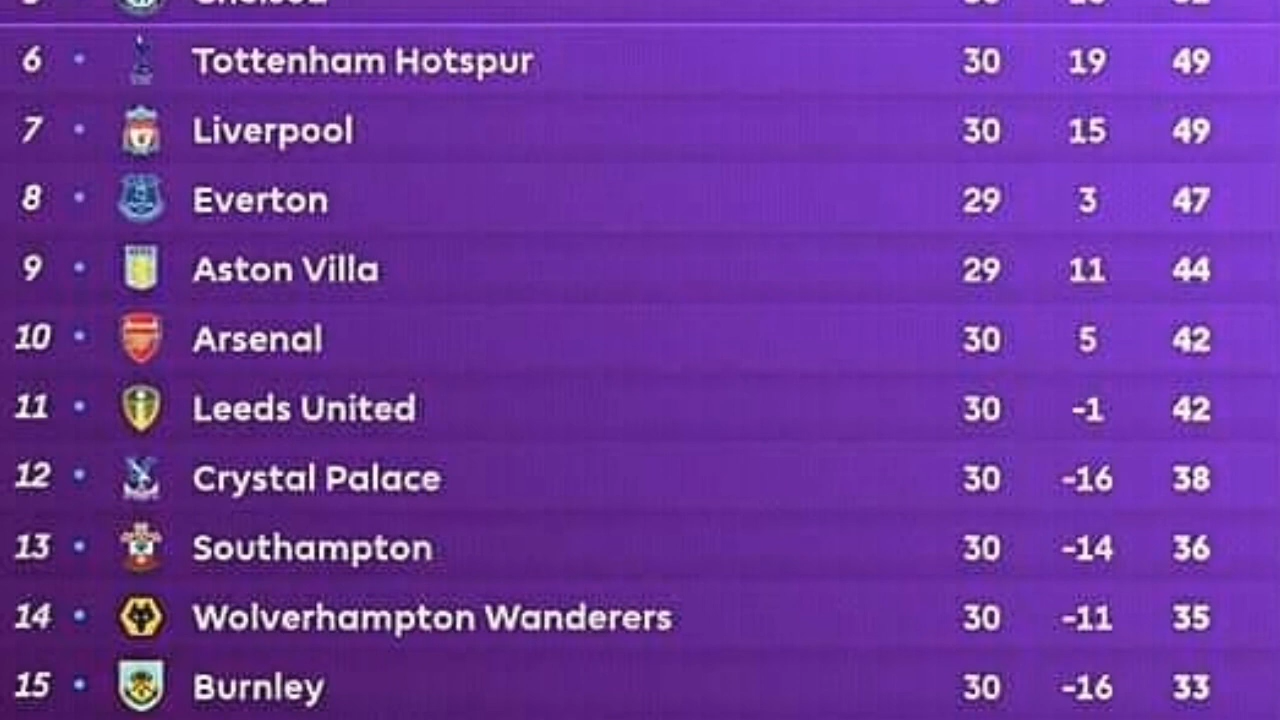 6 Tottenham Hotspur 30 19 49
7 Liverpool 30 15 49
8 Everton 29 3 47
9 Aston Villa 29 11 44
10 Arsenal 30 5 42
11 Leeds United 30 -1 42
12 Crystal Palace 30 -16 38
13 Southampton 30 -14 36
14 Wolverhampton Wanderers 30 -11 35
15 Burnley 30 -16 33